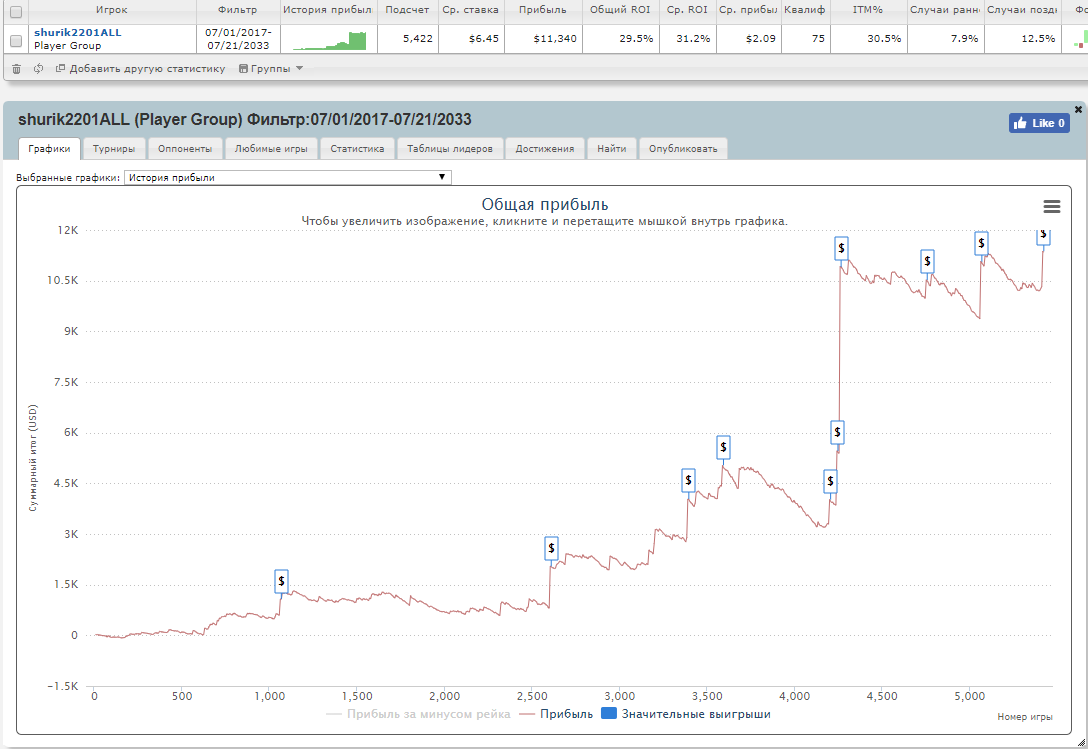 Игрок Фильтр История прибыл Подсчет Ср. ставка Прибыль Общий ROI Ср. ROI Ср. прибыл Квалиф ITM% Случаи ранн Случаи поздн Фо
shurik2201ALL
Player Group
07/01/2017-
07/21/2033
5,422 $6.45 $11,340 29.5% 31.2% $2.09 75 30.5% 7.9% 12.5%
Добавить другую статистику Группы
shurik2201ALL (Player Group) Фильтр:07/01/2017-07/21/2033
Like 0
Графики Турниры Оппоненты Любимые игры Статистика Таблицы лидеров Достижения Найти Опубликовать
Выбранные графики: История прибыли
Общая прибыль
Чтобы увеличить изображение, кликните и перетащите мышкой внутрь графика.
12K
10.5K
9K
7.5K
6K
4.5K
3K
1.5K
0
−1.5K
Суммарный итог (USD)
$ $ $ $ $ $ $ $ $ $
0 500 1,000 1,500 2,000 2,500 3,000 3,500 4,000 4,500 5,000
Номер игры
Прибыль за минусом рейка Прибыль Значительные выигрыши